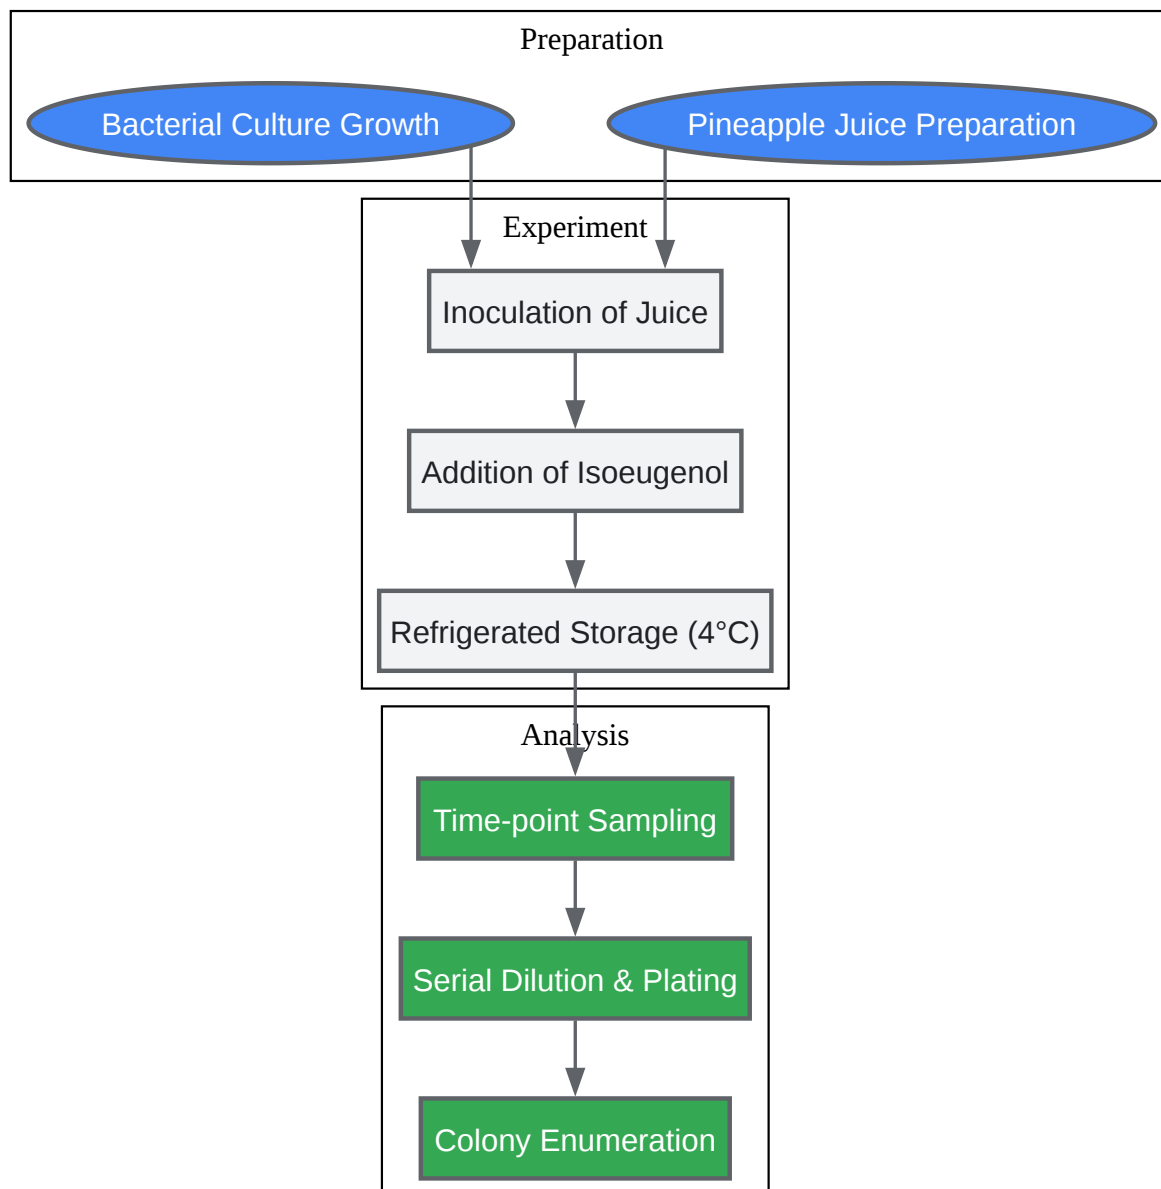 Preparation
Bacterial Culture Growth
Pineapple Juice Preparation
Experiment
Inoculation of Juice
Addition of Isoeugenol
Refrigerated Storage (4°C)
Analysis
Time-point Sampling
Serial Dilution & Plating
Colony Enumeration